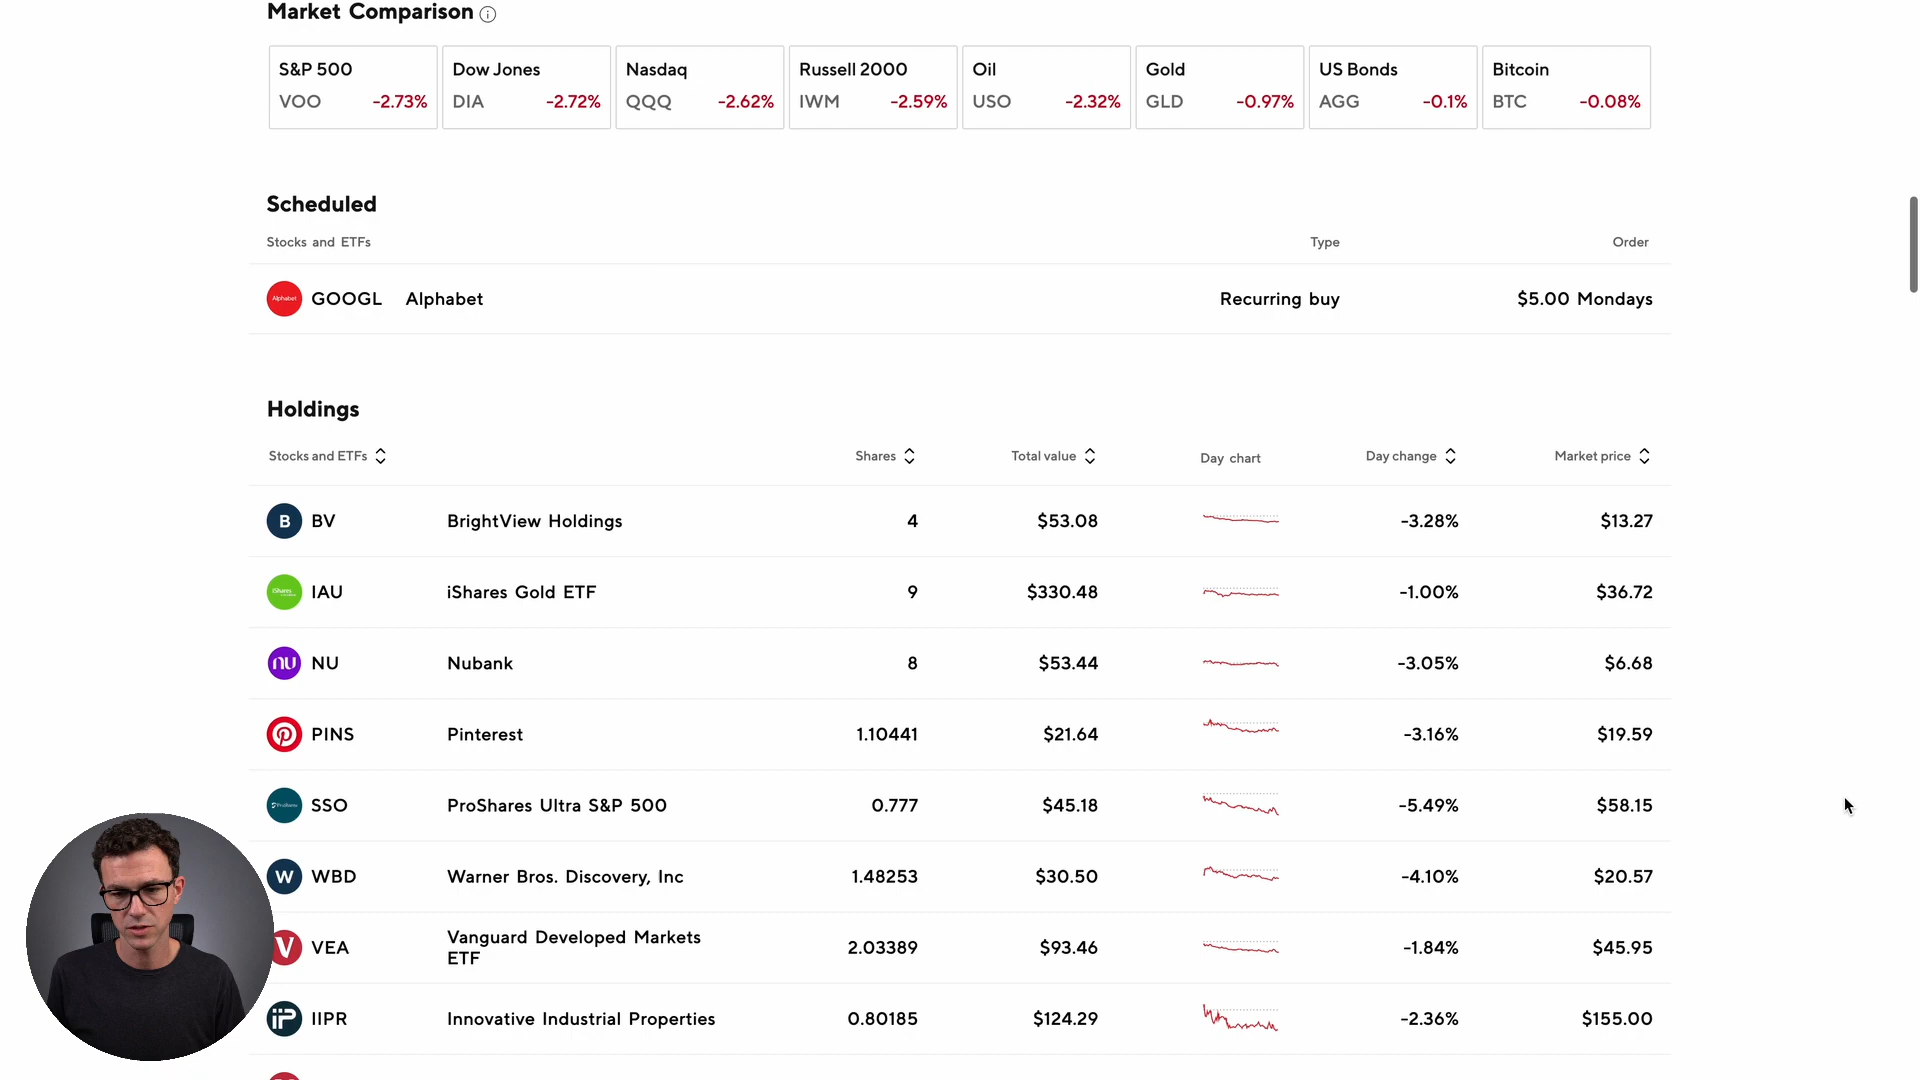 Market Comparison
S&P 500 Dow Jones Nasdaq Russell 2000 Oil Gold US Bonds Bitcoin
VOO -2.73% DIA -2.72% QQQ -2.62% IWM -2.59% USO -2.32% GLD -0.97% AGG -0.1% BTC -0.08%
Scheduled
Stocks and ETFs Type Order
Alphabet GOOGL Alphabet Recurring buy $5.00 Mondays
Holdings
Stocks and ETFs Shares Total value Day chart Day change Market price
B BV BrightView Holdings 4 $53.08 -3.28% $13.27
iShares IAU iShares Gold ETF 9 $330.48 -1.00% $36.72
nu NU Nubank 8 $53.44 -3.05% $6.68
PINS Pinterest 1.10441 $21.64 -3.16% $19.59
ProShares SSO ProShares Ultra S&P 500 0.777 $45.18 -5.49% $58.15
W WBD Warner Bros. Discovery, Inc 1.48253 $30.50 -4.10% $20.57
V VEA Vanguard Developed Markets 2.03389 $93.46 -1.84% $45.95
ETF
iiP IIPR Innovative Industrial Properties 0.80185 $124.29 -2.36% $155.00